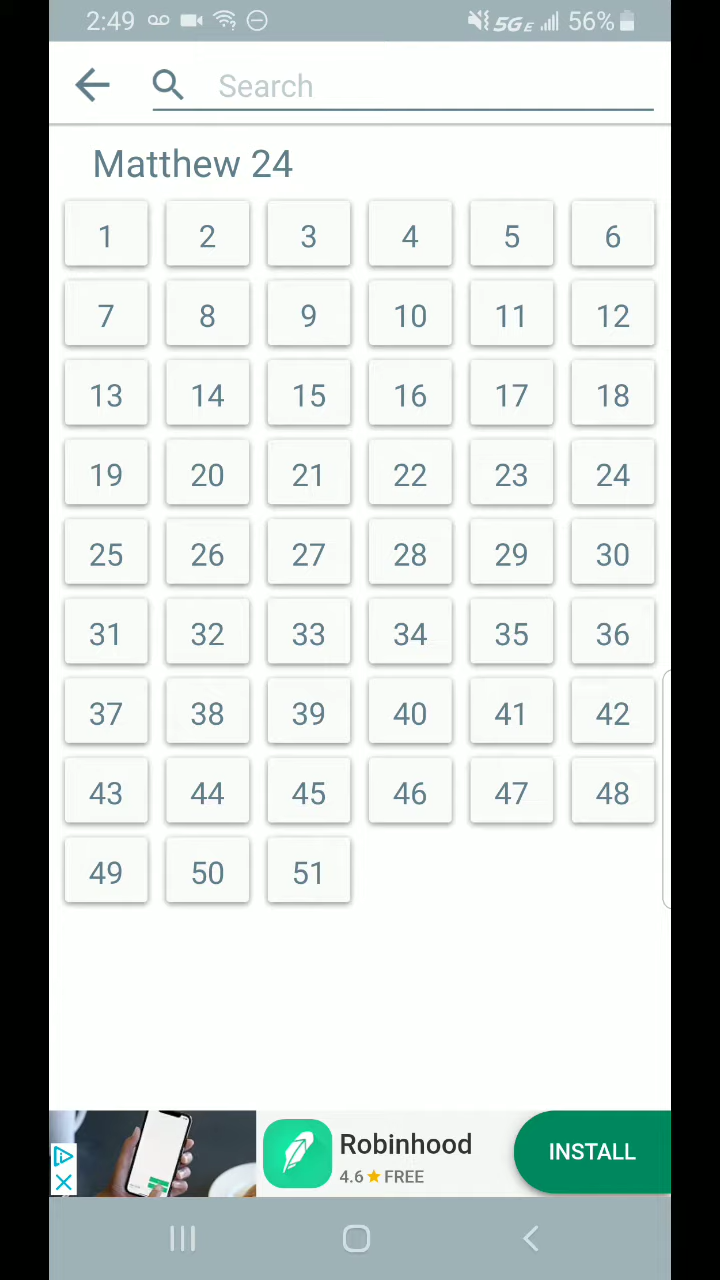 2:49 5G E 56%
Search
Matthew 24
1 2 3 4 5 6
7 8 9 10 11 12
13 14 15 16 17 18
19 20 21 22 23 24
25 26 27 28 29 30
31 32 33 34 35 36
37 38 39 40 41 42
43 44 45 46 47 48
49 50 51
Robinhood
4.6 ★ FREE
INSTALL